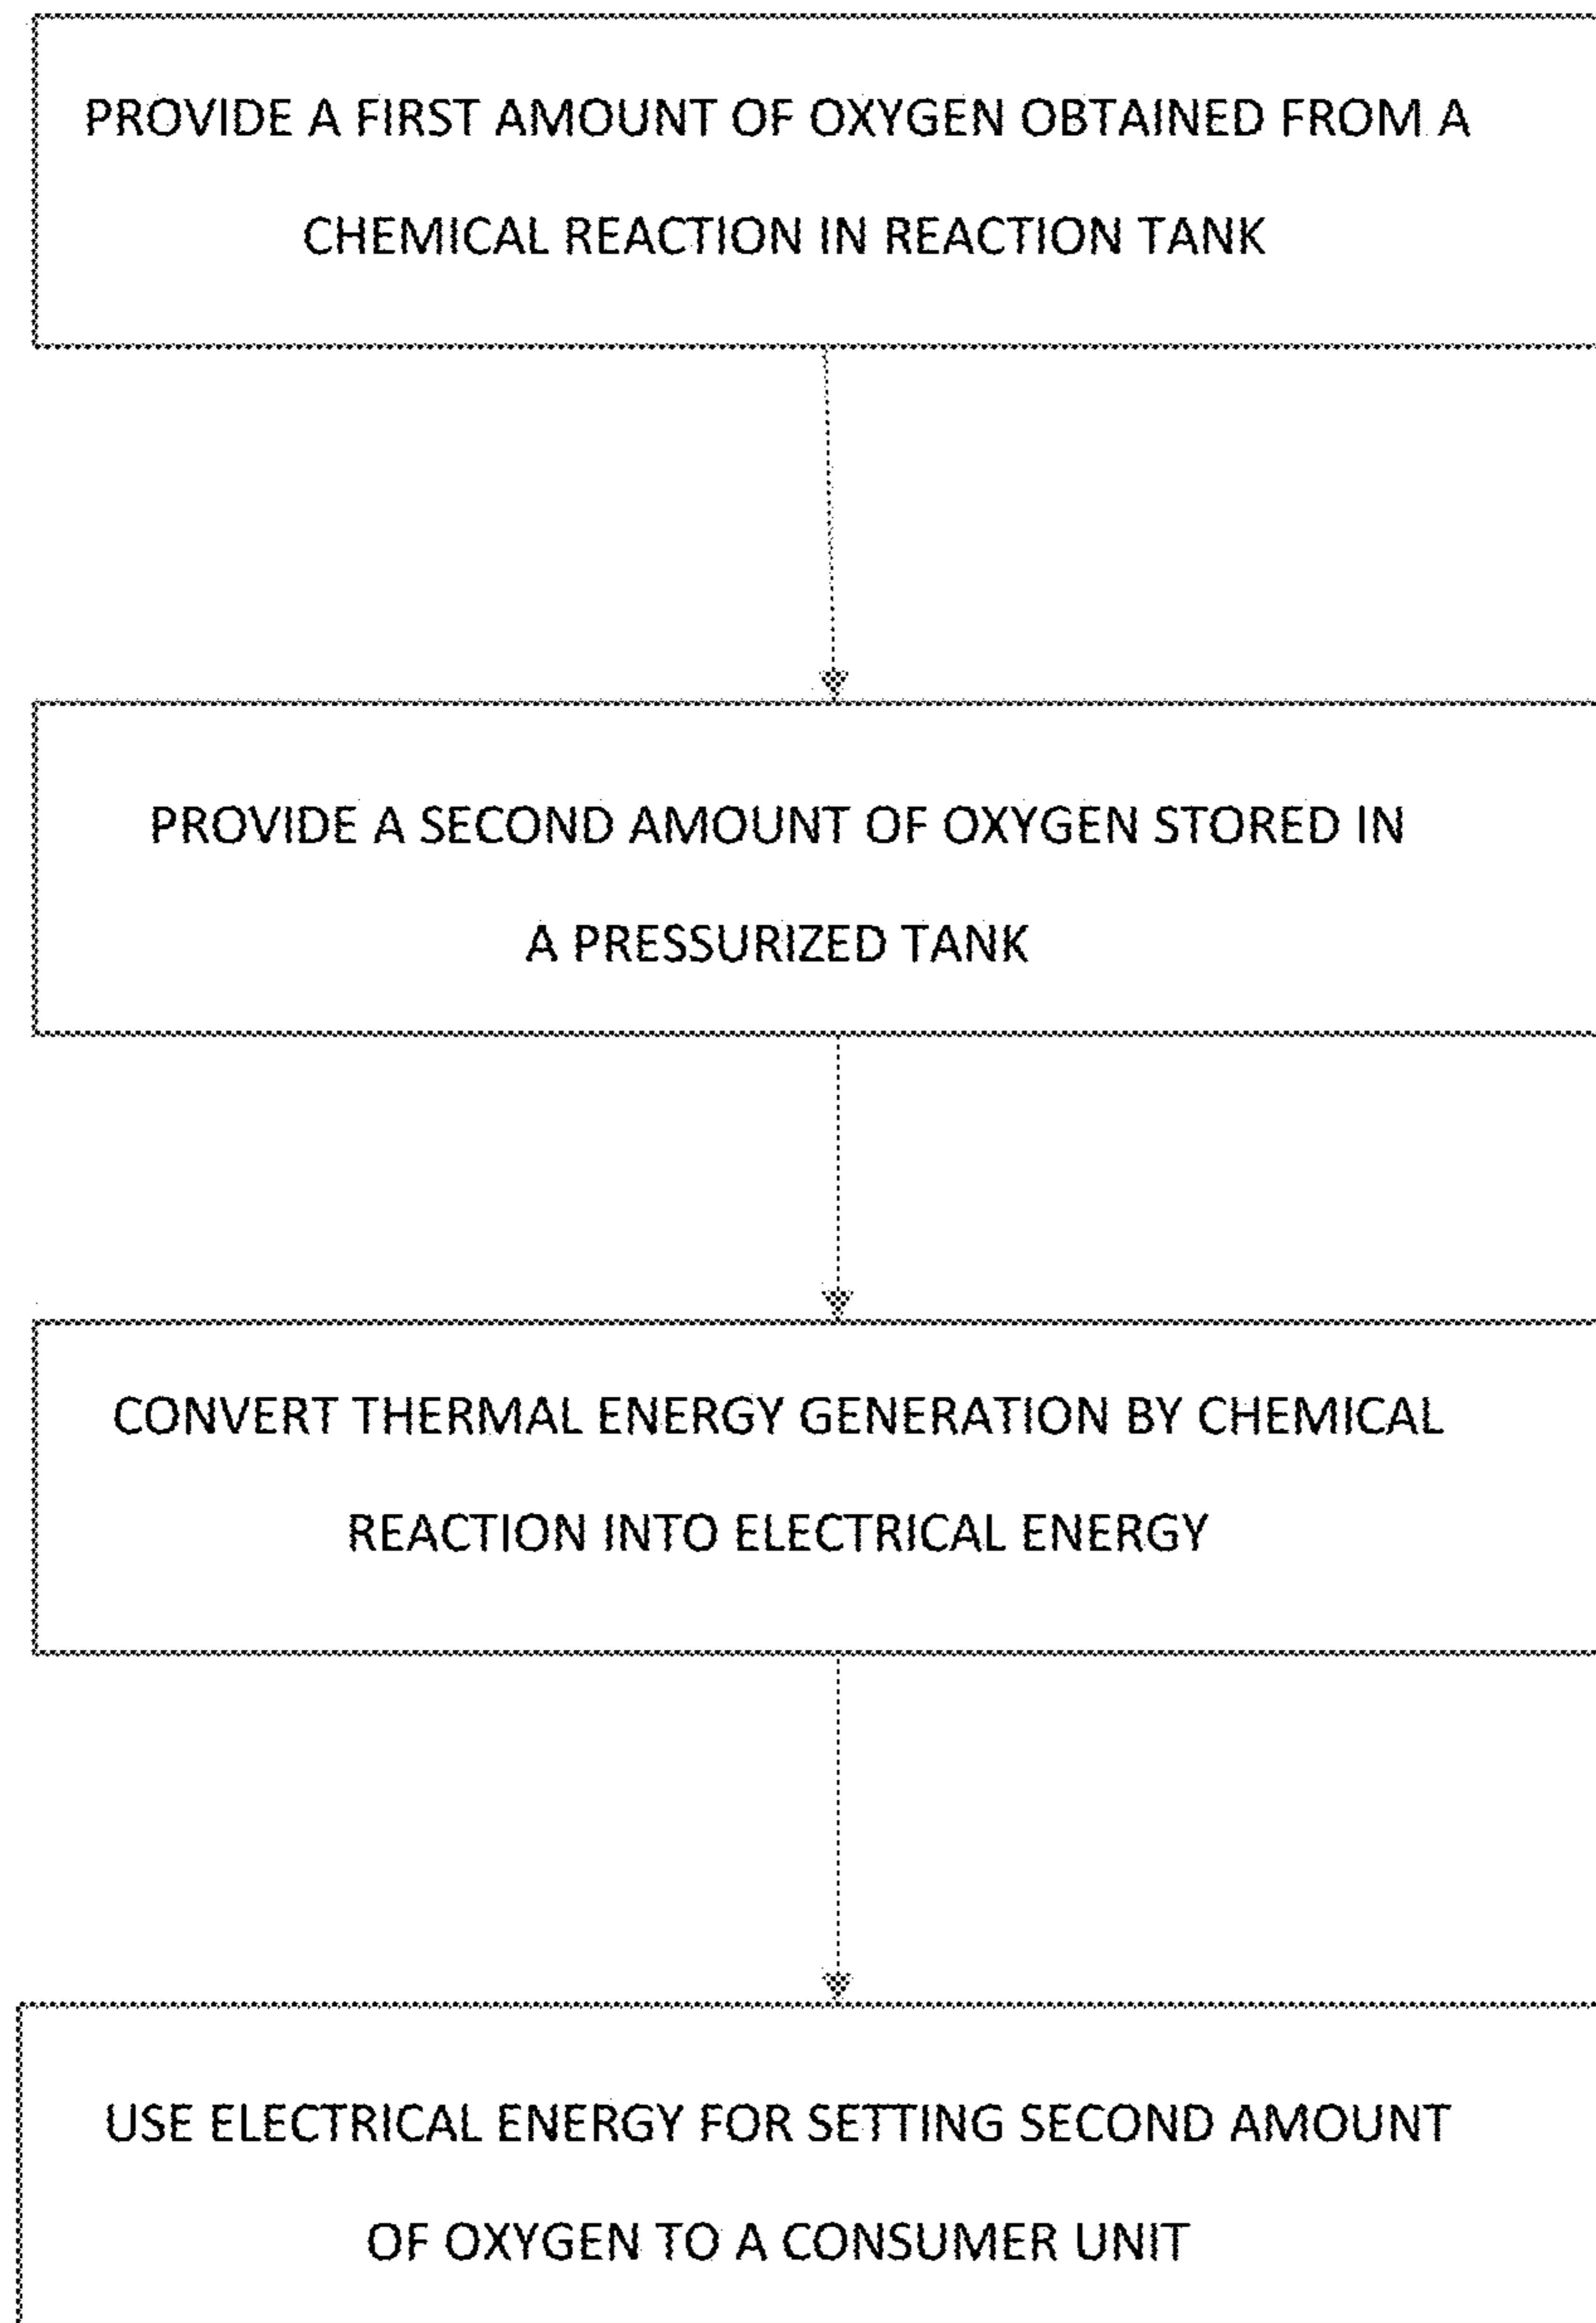 PROVIDE A FIRST AMOUNT OF OXYGEN OBTAINED FROM A
CHEMICAL REACTION IN REACTION TANK
PROVIDE A SECOND AMOUNT OF OXYGEN STORED IN
A PRESSURIZED TANK
CONVERT THERMAL ENERGY GENERATION BY CHEMICAL
REACTION INTO ELECTRICAL ENERGY
USE ELECTRICAL ENERGY FOR SETTING SECOND AMOUNT
OF OXYGEN TO A CONSUMER UNIT